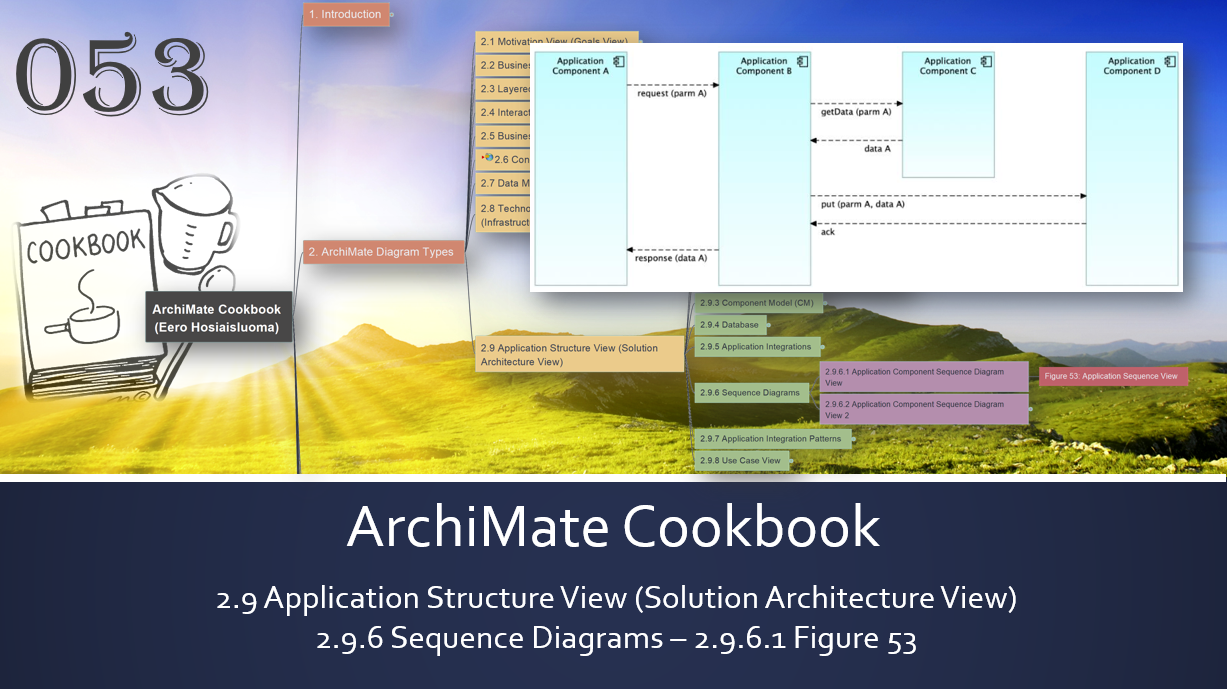 053
1. Introduction
2.1 Motivation View (Goals View)
2.2 Busines
2.3 Layere
2.4 Interact
2.5 Busines
2.6 Con
2.7 Data M
2.8 Techno
(Infrastruct
Application
Component A
Application
Component B
Application
Component C
Application
Component D
request (parm A)
getData (parm A)
data A
put (parm A, data A)
ack
response (data A)
COOKBOOK
2. ArchiMate Diagram Types
ArchiMate Cookbook
(Eero Hosiaisluoma)
2.9 Application Structure View (Solution
Architecture View)
2.9.3 Component Model (CM)
2.9.4 Database
2.9.5 Application Integrations
2.9.6 Sequence Diagrams
2.9.6.1 Application Component Sequence Diagram
View
Figure 53: Application Sequence View
2.9.6.2 Application Component Sequence Diagram
View 2
2.9.7 Application Integration Patterns
2.9.8 Use Case View
ArchiMate Cookbook
2.9 Application Structure View (Solution Architecture View)
2.9.6 Sequence Diagrams – 2.9.6.1 Figure 53